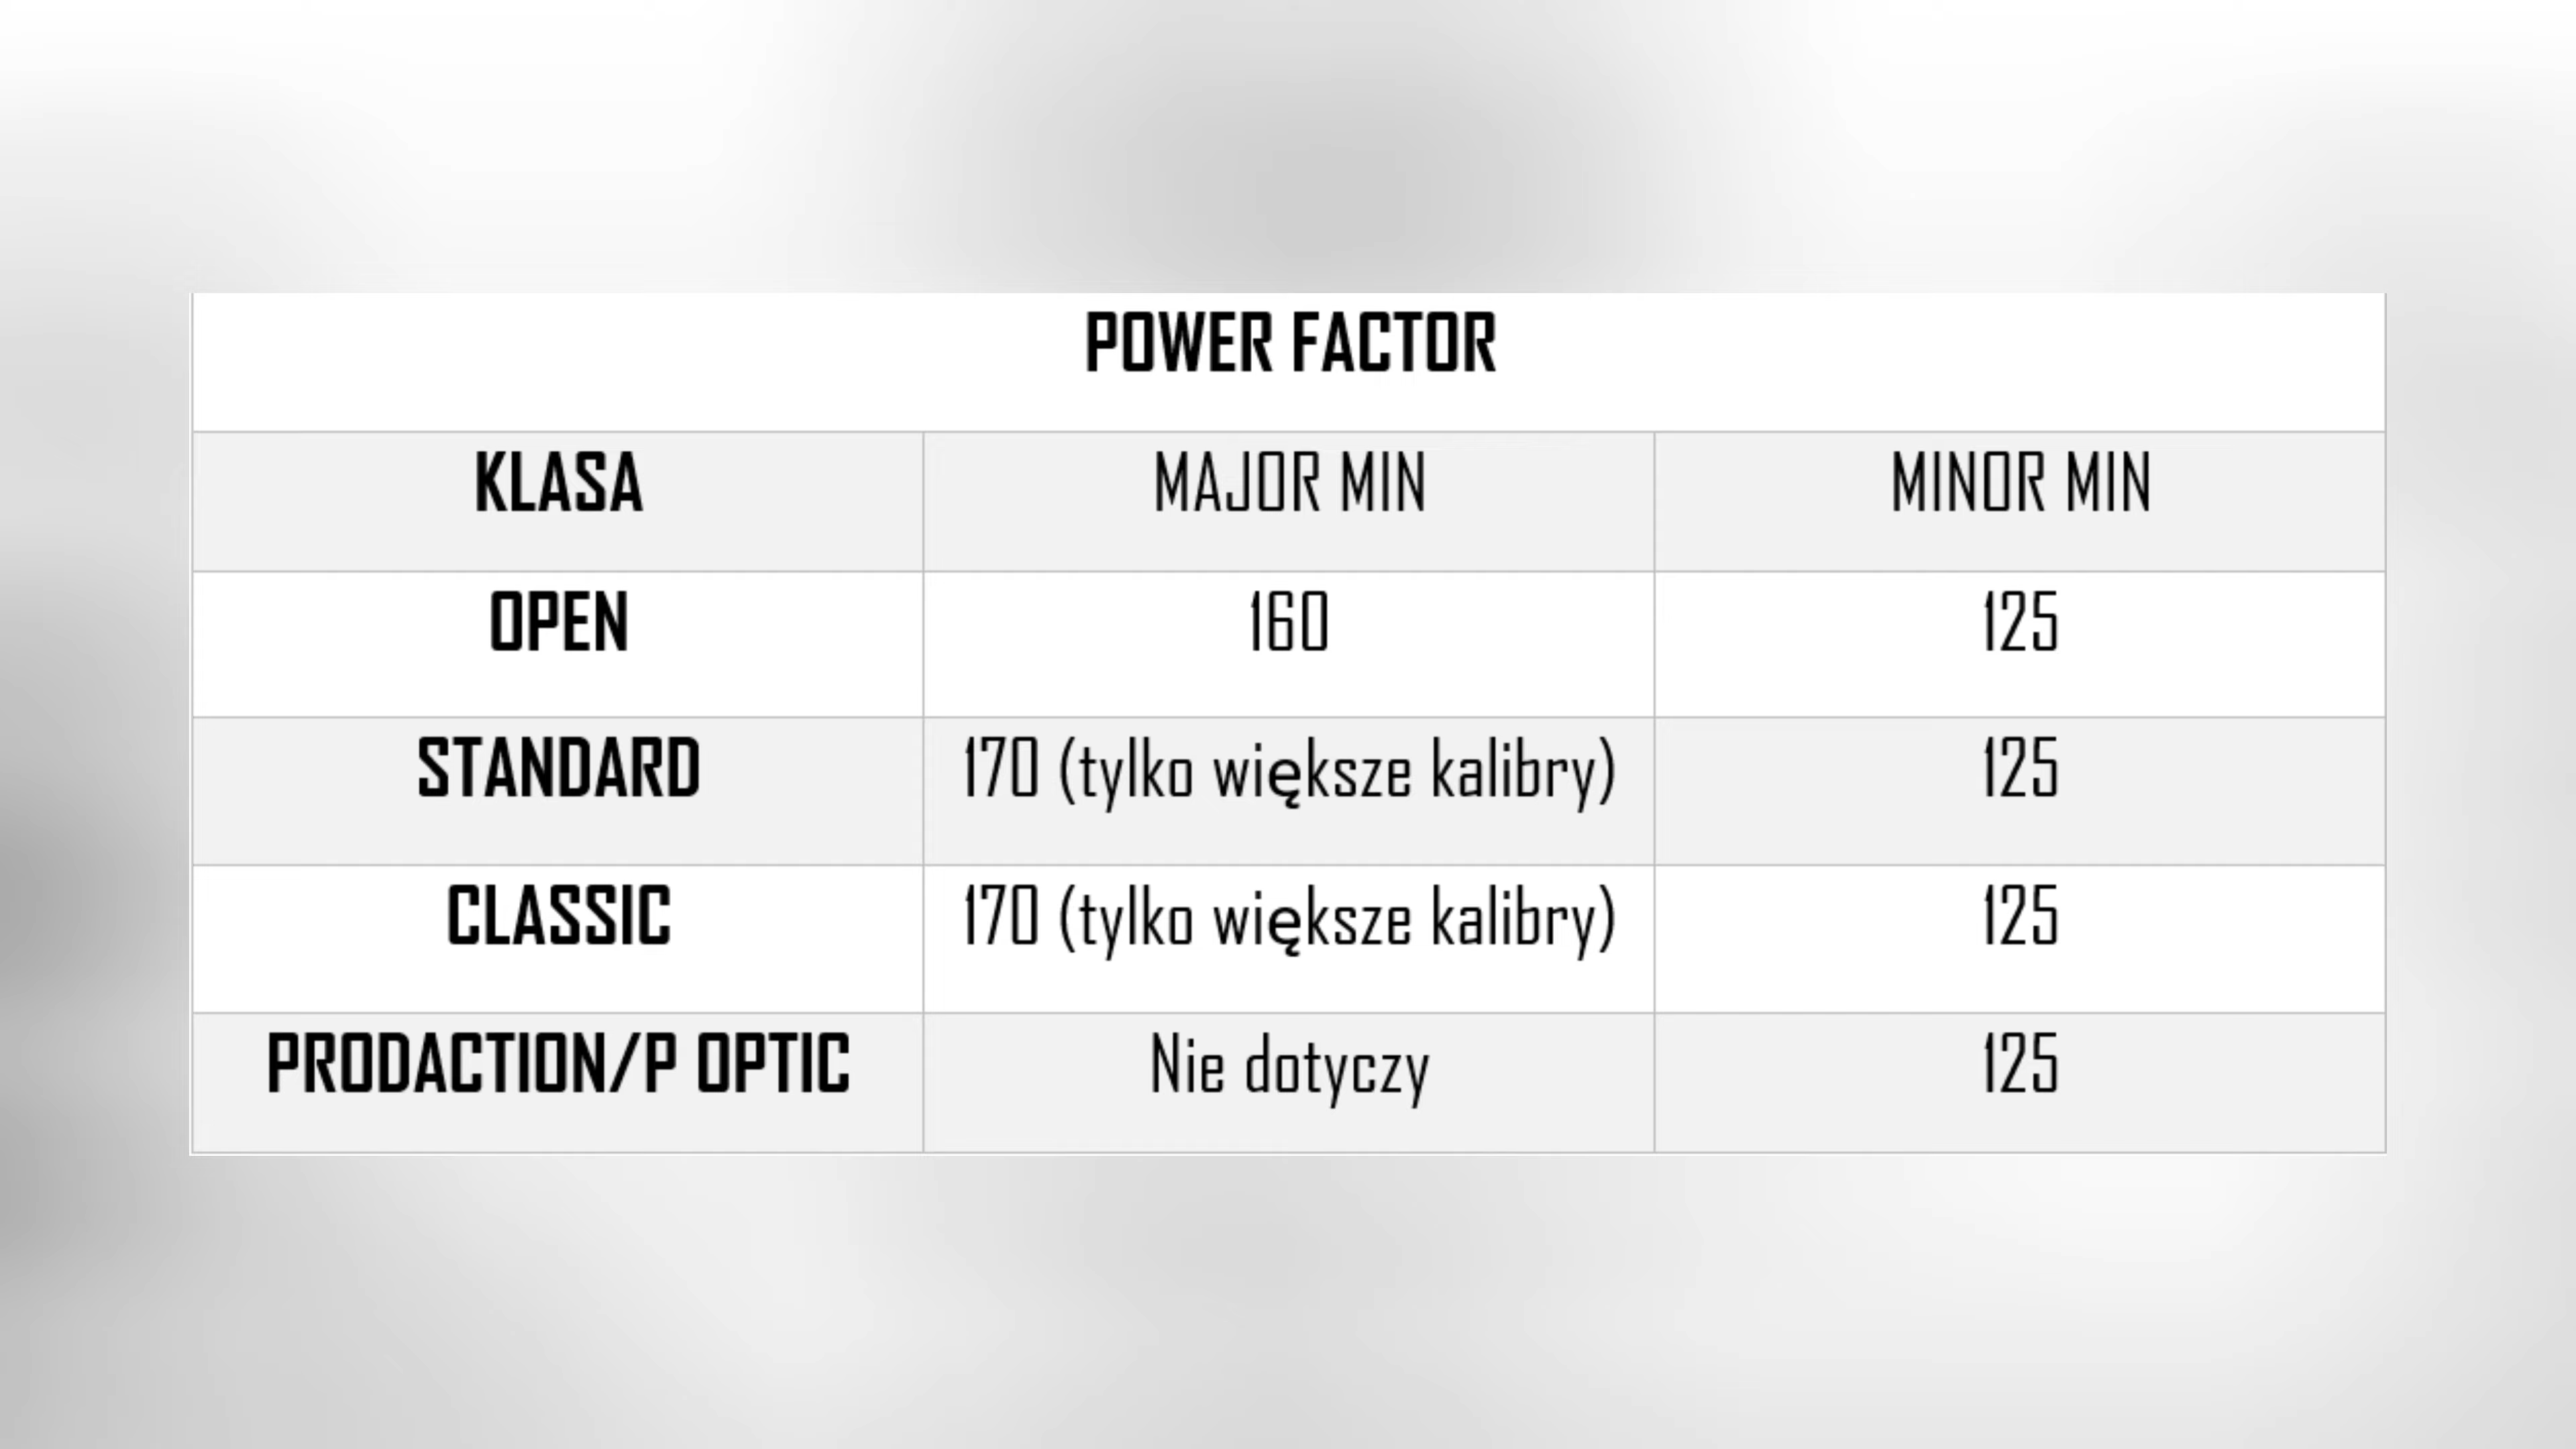 POWER FACTOR
KLASA MAJOR MIN MINOR MIN
OPEN 160 125
STANDARD 170 (tylko większe kalibry) 125
CLASSIC 170 (tylko większe kalibry) 125
PRODACTION/P OPTIC Nie dotyczy 125